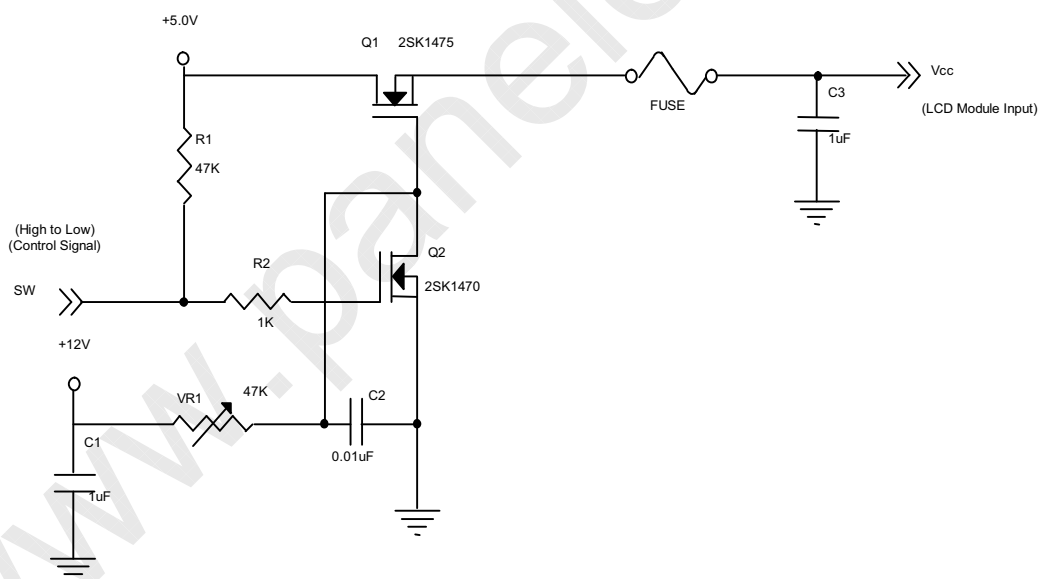 +5.0V
Q1 2SK1475
Vcc
(LCD Module Input)
FUSE
C3
1uF
R1
47K
(High to Low)
(Control Signal)
SW
R2
1K
Q2
2SK1470
+12V
VR1
47K
C2
0.01uF
C1
1uF
www.panel